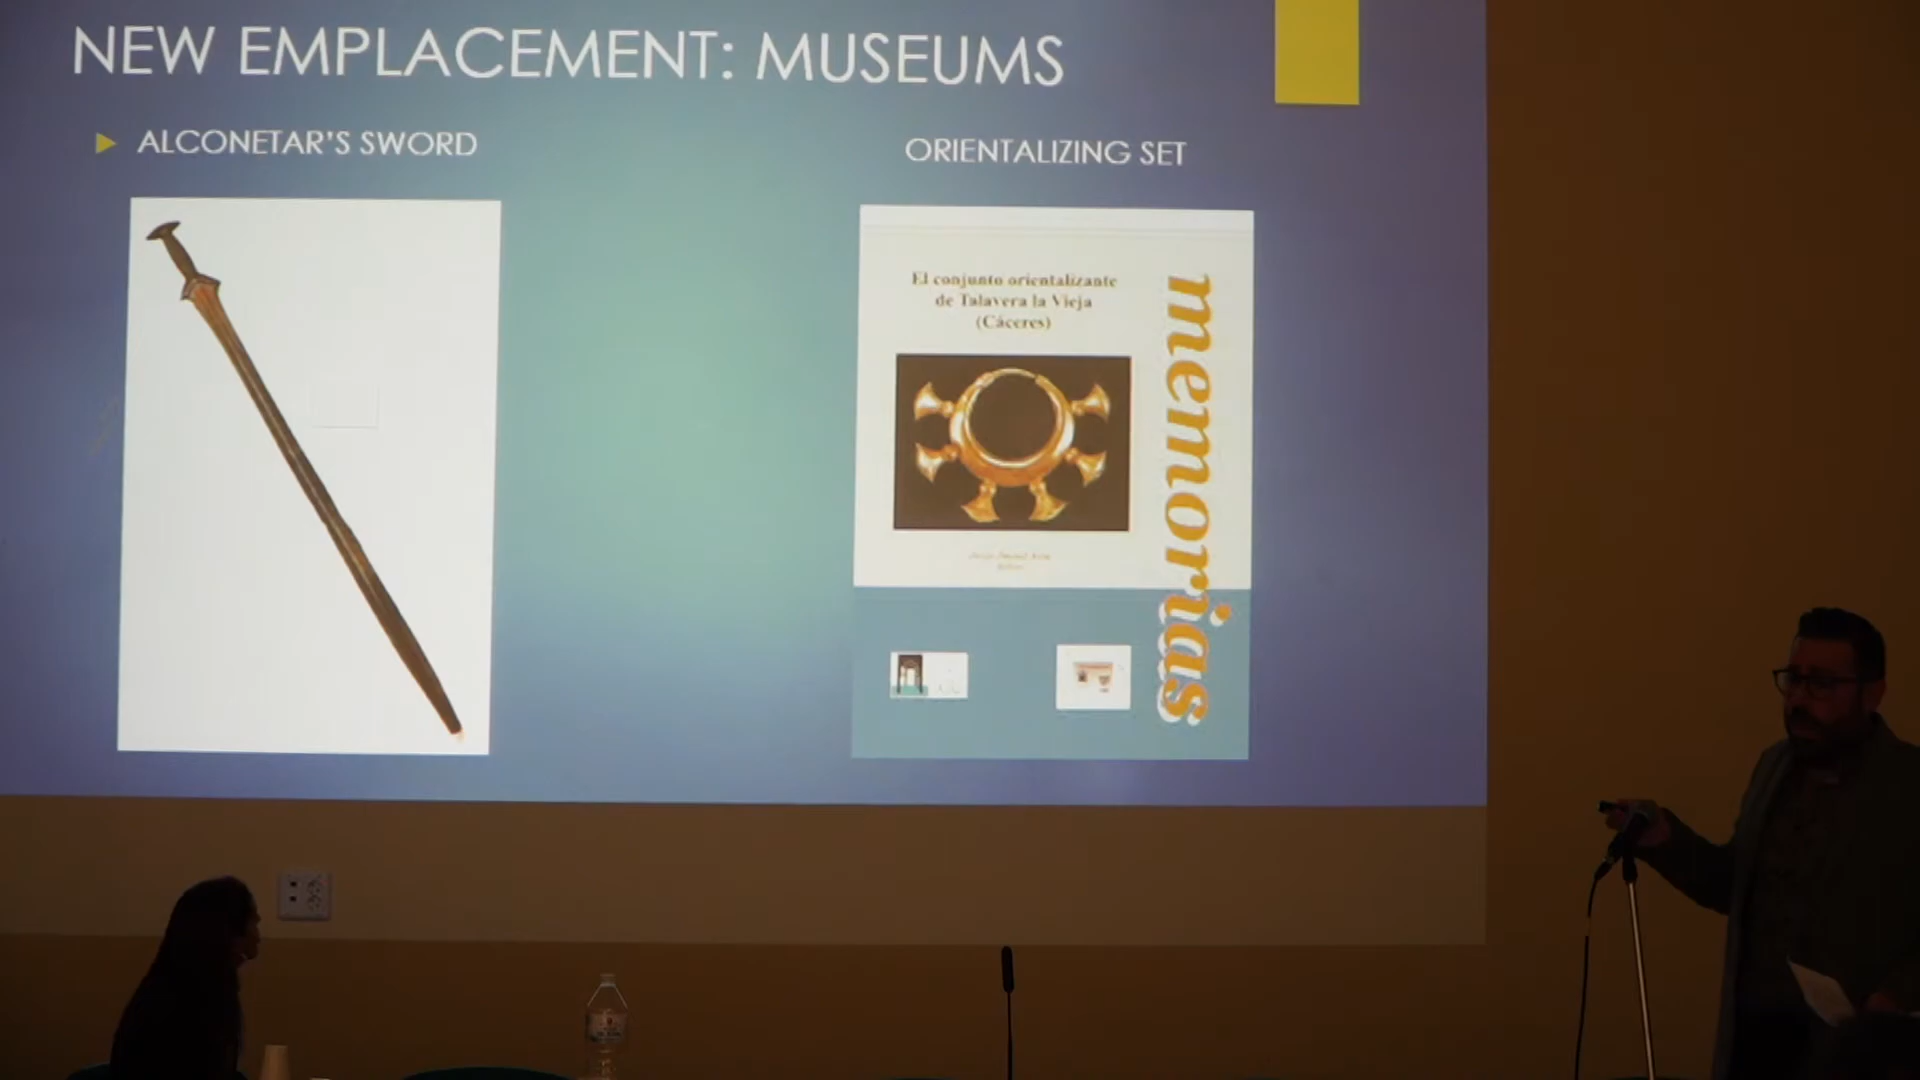 NEW EMPLACEMENT: MUSEUMS
ALCONETAR'S SWORD
ORIENTALIZING SET
El conjunto orientalizante
de Talavera la Vieja
(Cáceres)
memorias